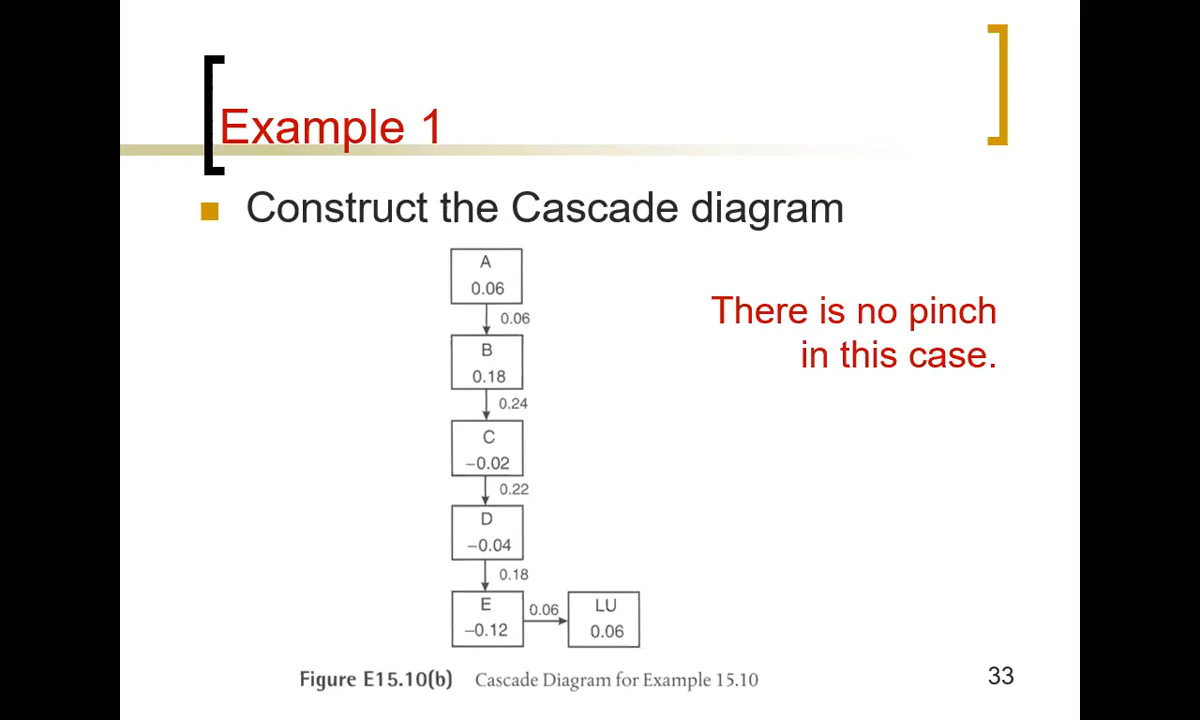 Example 1
Construct the Cascade diagram
There is no pinch
in this case.
A
0.06
0.06
B
0.18
0.24
C
−0.02
0.22
D
−0.04
0.18
E
−0.12
0.06
LU
0.06
Figure E15.10(b) Cascade Diagram for Example 15.10
33